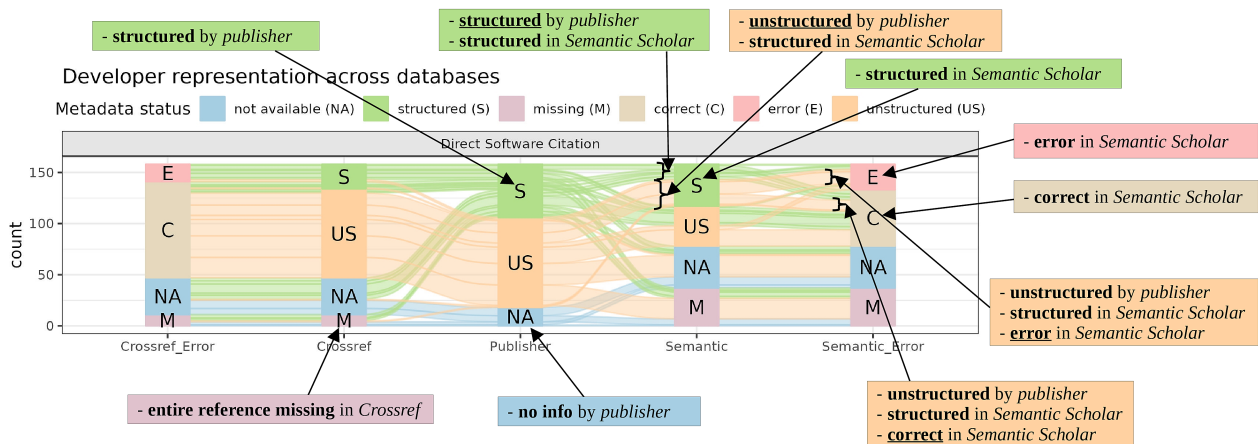 - structured by publisher
- structured by publisher
- structured in Semantic Scholar
- unstructured by publisher
- structured in Semantic Scholar
- structured in Semantic Scholar
Developer representation across databases
Metadata status
not available (NA)
structured (S)
missing (M)
correct (C)
error (E)
unstructured (US)
Direct Software Citation
count
150
100
50
0
E
C
NA
M
S
US
NA
M
S
US
NA
S
US
NA
M
E
C
NA
M
Crossref_Error
Crossref
Publisher
Semantic
Semantic_Error
- error in Semantic Scholar
- correct in Semantic Scholar
- unstructured by publisher
- structured in Semantic Scholar
- error in Semantic Scholar
- entire reference missing in Crossref
- no info by publisher
- unstructured by publisher
- structured in Semantic Scholar
- correct in Semantic Scholar